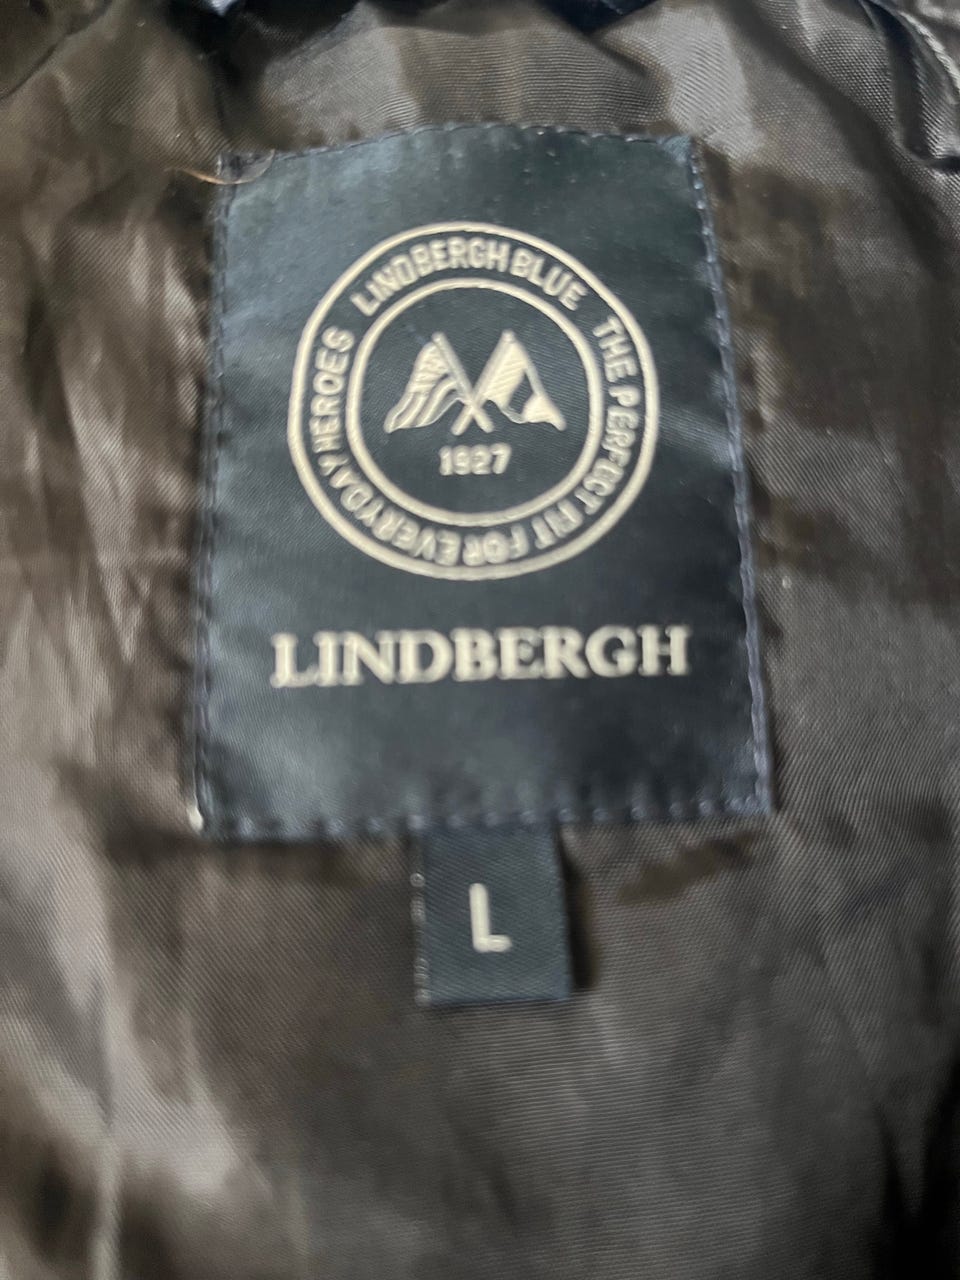 LINDBERGH BLUE THE PERFECT FIT FOR EVERYDAY HEROES
1927
LINDBERGH
L